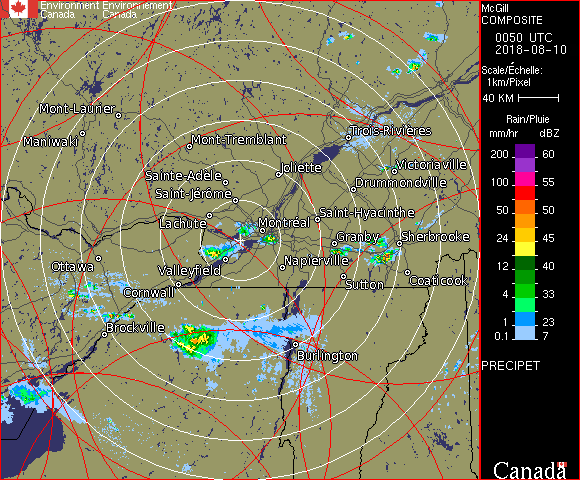 Environment Environnement
Canada Canada
McGill
COMPOSITE
0050 UTC
2018-08-10
Scale/Échelle:
1km/Pixel
40 KM
Rain/Pluie
mm/hr dBZ
200 60
100 55
50 50
24 45
12 40
4 33
1 23
0.1 7
PRECIPET
Canada
Mont-Laurier
Maniwaki
Mont-Tremblant
Trois-Rivières
Joliette
Victoriaville
Sainte-Adèle
Drummondville
Saint-Jérôme
Saint-Hyacinthe
Lachute
Montréal
Granby
Sherbrooke
Ottawa
Valleyfield
Napierville
Cornwall
Sutton
Coaticook
Brockville
Burlington